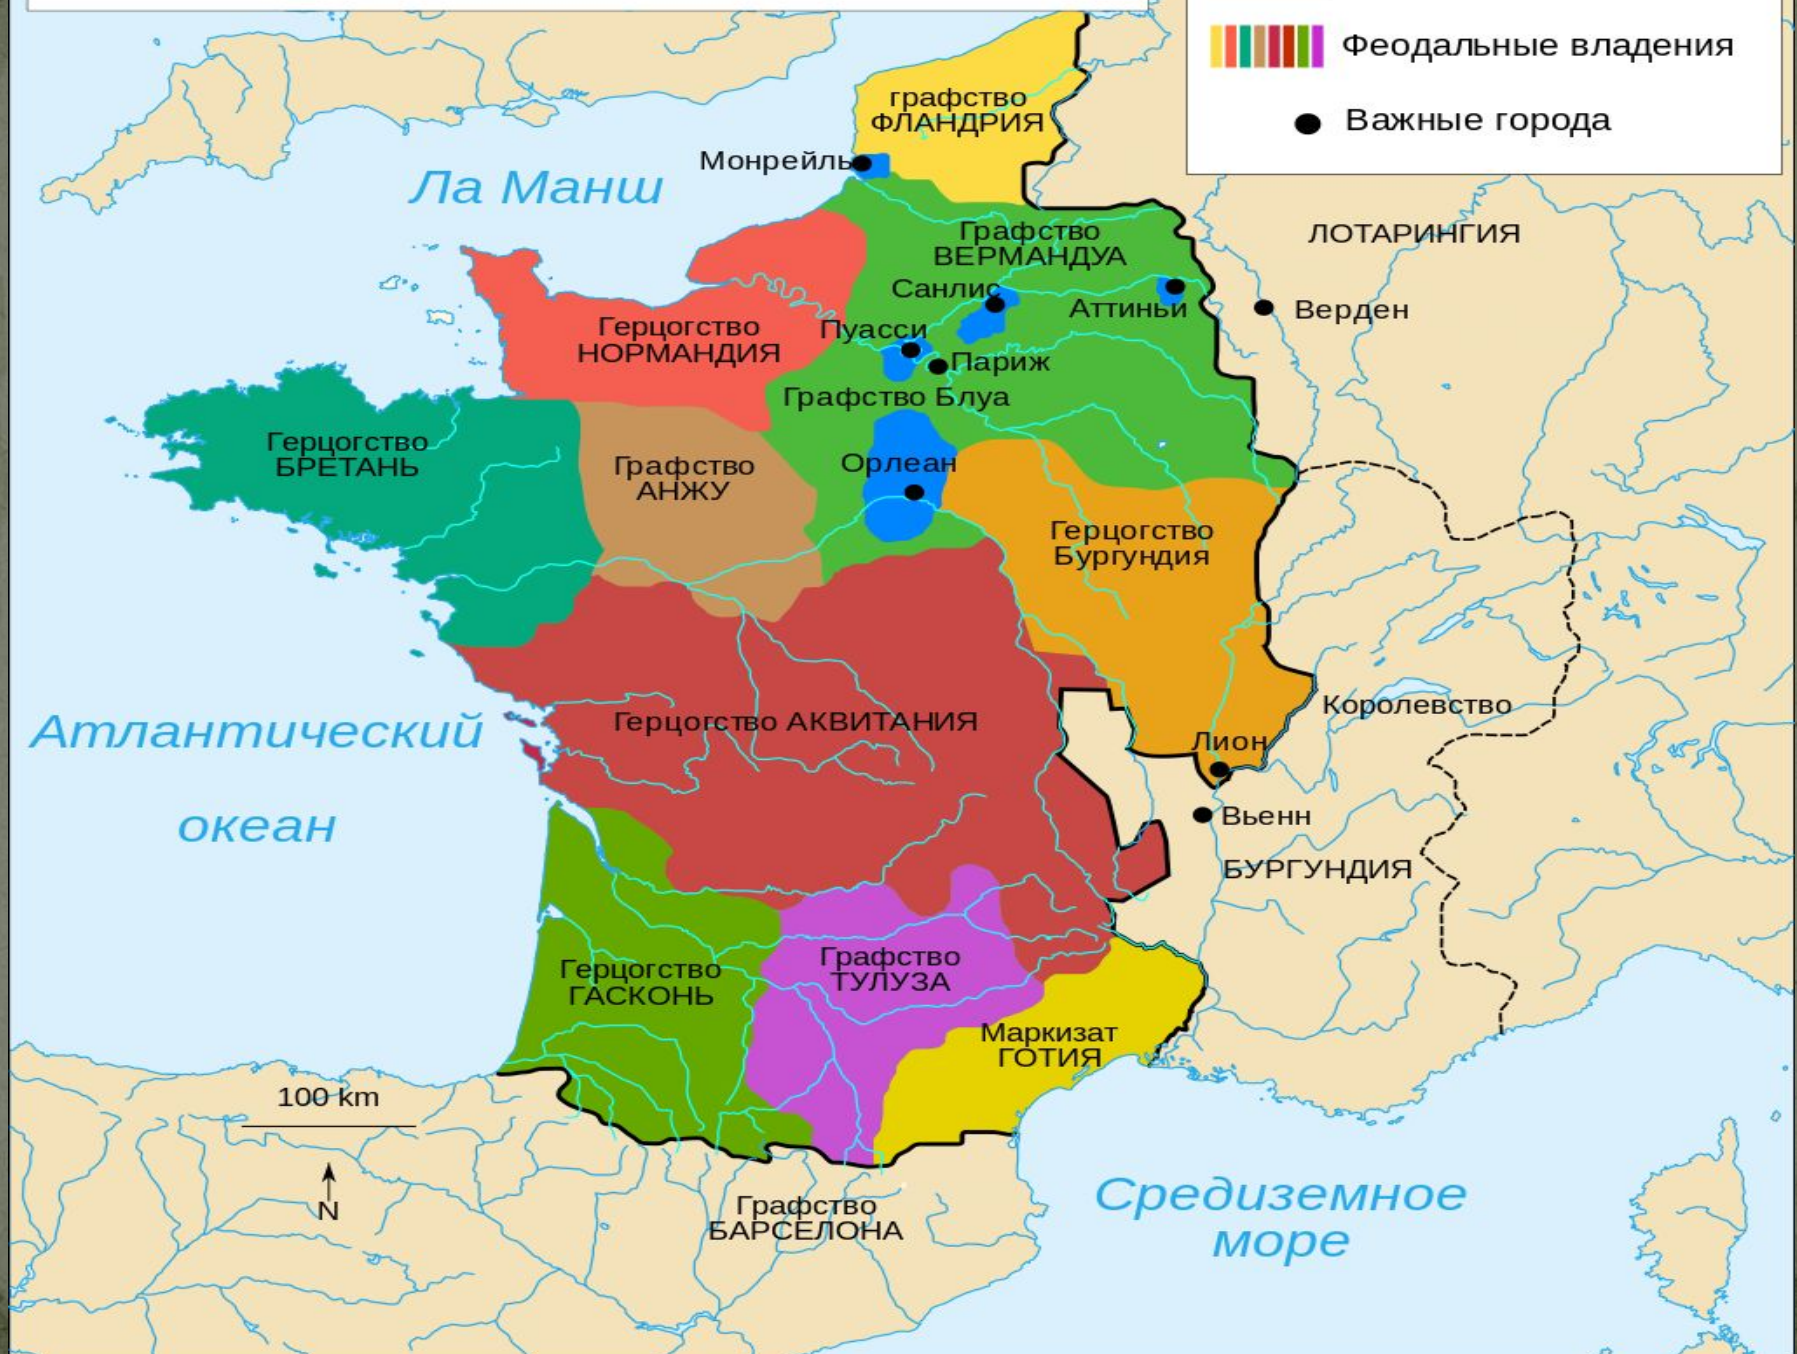 Феодальные владения
Важные города
графство
ФЛАНДРИЯ
Монрейль
Ла Манш
ЛОТАРИНГИЯ
Графство
ВЕРМАНДУА
Санлис
Аттиньи
Верден
Герцогство
НОРМАНДИЯ
Пуасси
Париж
Графство Блуа
Герцогство
БРЕТАНЬ
Графство
АНЖУ
Орлеан
Герцогство
Бургундия
Атлантический
океан
Герцогство АКВИТАНИЯ
Королевство
Лион
Вьенн
БУРГУНДИЯ
Герцогство
ГАСКОНЬ
Графство
ТУЛУЗА
Маркизат
ГОТИЯ
100 km
N
Графство
БАРСЕЛОНА
Средиземное
море